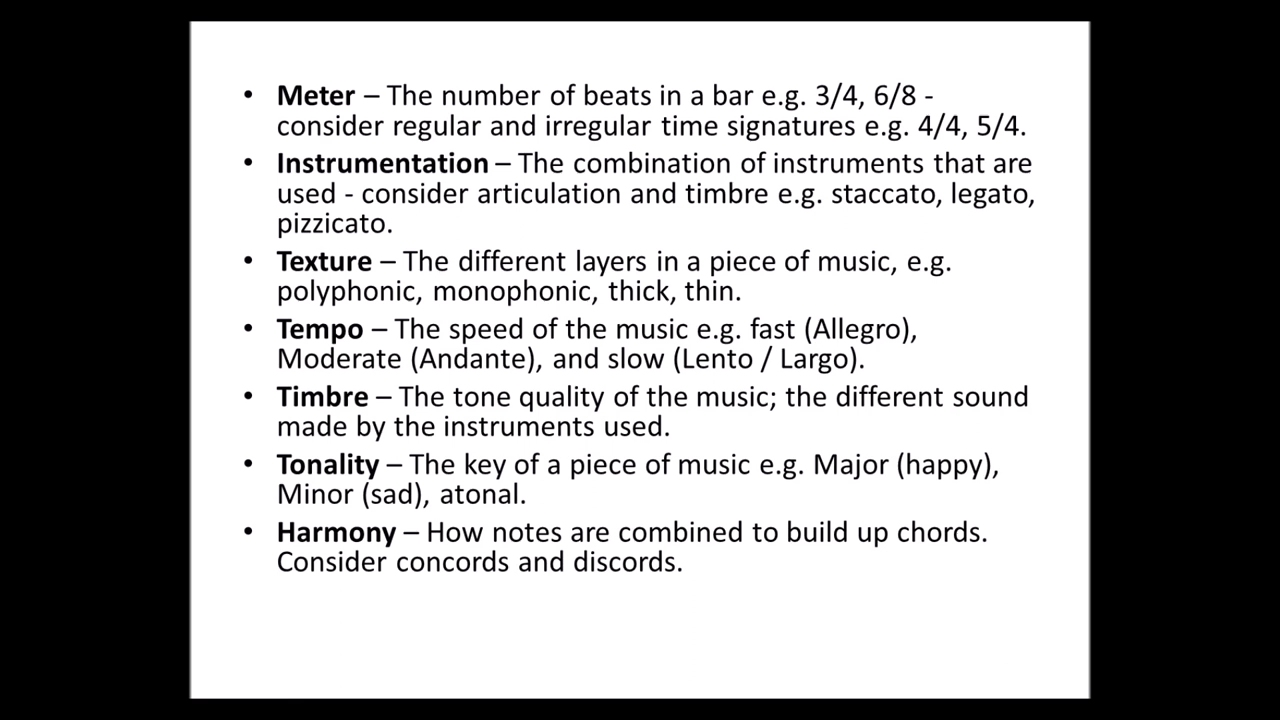 • Meter – The number of beats in a bar e.g. 3/4, 6/8 -
consider regular and irregular time signatures e.g. 4/4, 5/4.
• Instrumentation – The combination of instruments that are
used - consider articulation and timbre e.g. staccato, legato,
pizzicato.
• Texture – The different layers in a piece of music, e.g.
polyphonic, monophonic, thick, thin.
• Tempo – The speed of the music e.g. fast (Allegro),
Moderate (Andante), and slow (Lento / Largo).
• Timbre – The tone quality of the music; the different sound
made by the instruments used.
• Tonality – The key of a piece of music e.g. Major (happy),
Minor (sad), atonal.
• Harmony – How notes are combined to build up chords.
Consider concords and discords.